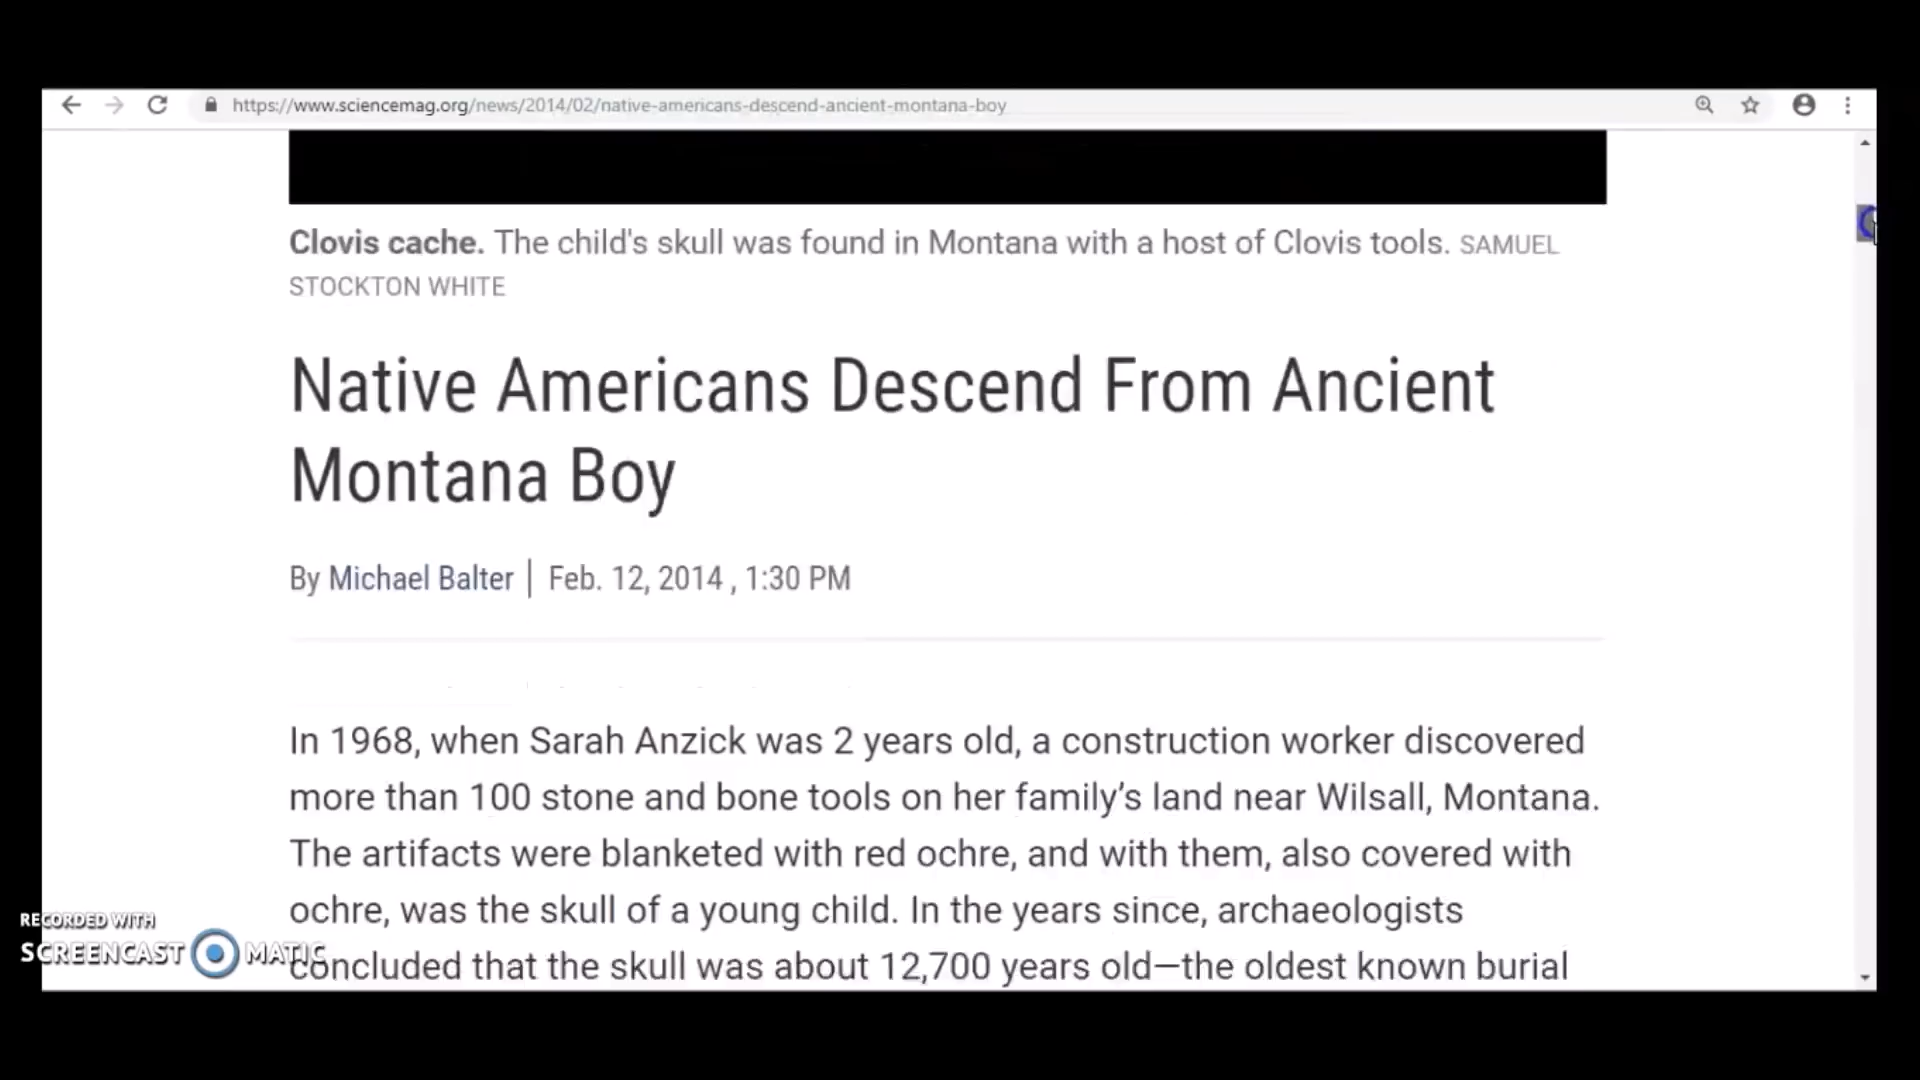 https://www.sciencemag.org/news/2014/02/native-americans-descend-ancient-montana-boy
Clovis cache. The child's skull was found in Montana with a host of Clovis tools. SAMUEL
STOCKTON WHITE
Native Americans Descend From Ancient
Montana Boy
By Michael Balter | Feb. 12, 2014 , 1:30 PM
In 1968, when Sarah Anzick was 2 years old, a construction worker discovered
more than 100 stone and bone tools on her family’s land near Wilsall, Montana.
The artifacts were blanketed with red ochre, and with them, also covered with
ochre, was the skull of a young child. In the years since, archaeologists
concluded that the skull was about 12,700 years old—the oldest known burial
RECORDED WITH
SCREENCAST MATIC